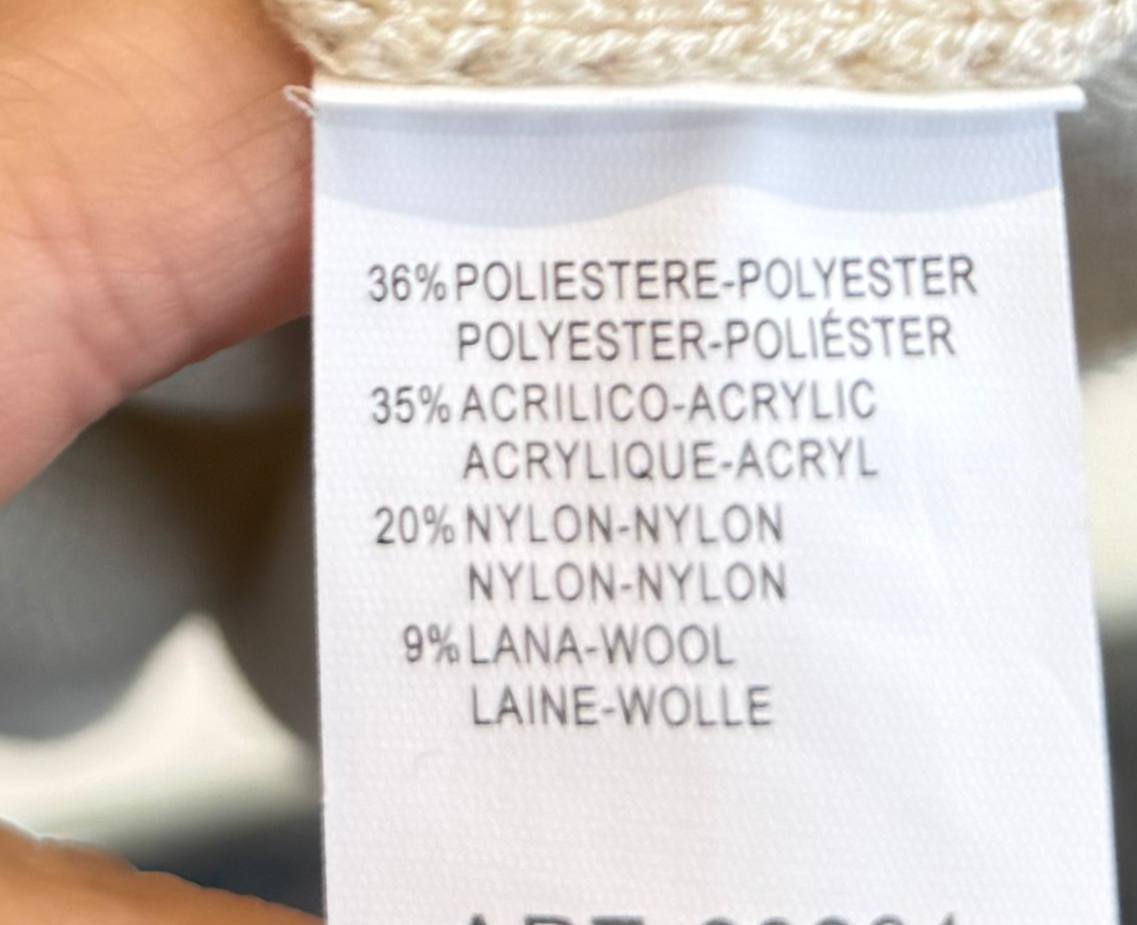 36% POLIESTERE-POLYESTER
POLYESTER-POLIÉSTER
35% ACRILICO-ACRYLIC
ACRYLIQUE-ACRYL
20% NYLON-NYLON
NYLON-NYLON
9% LANA-WOOL
LAINE-WOLLE